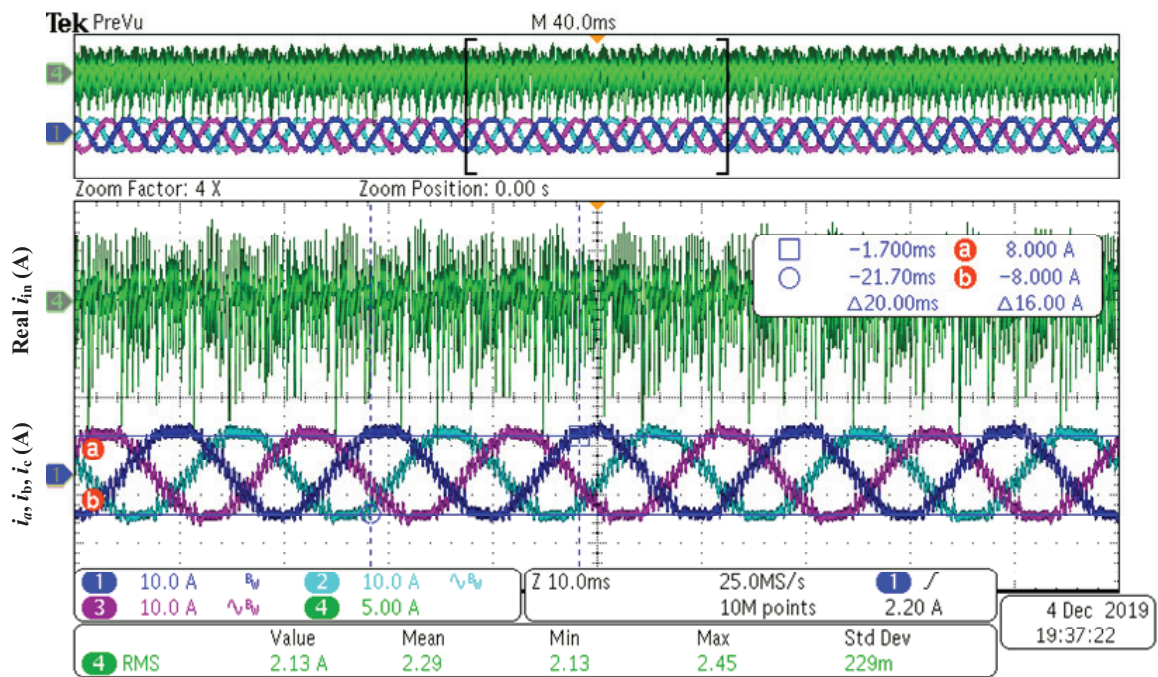 Tek PreVu M 40.0ms
4
1
Zoom Factor: 4 X Zoom Position: 0.00 s
Real i_in (A)
4
−1.700ms a 8.000 A
−21.70ms b −8.000 A
Δ20.00ms Δ16.00 A
i_a, i_b, i_c (A)
a
1
b
1 10.0 A BW 2 10.0 A ∿BW Z 10.0ms 25.0MS/s 1 ∫
3 10.0 A ∿BW 4 5.00 A 10M points 2.20 A
4 Dec 2019
19:37:22
Value Mean Min Max Std Dev
4 RMS 2.13 A 2.29 2.13 2.45 229m